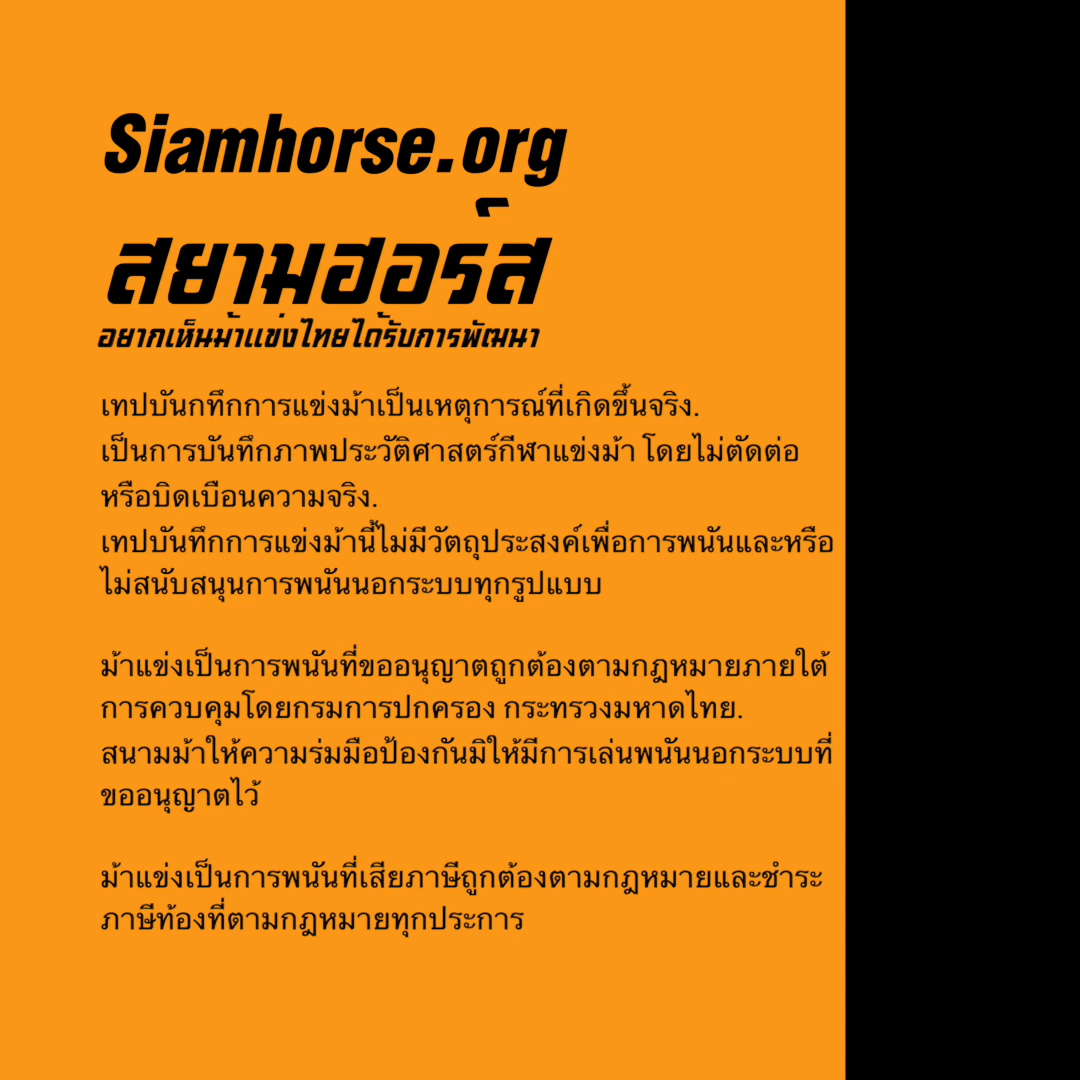 Siamhorse.org
สยามฮอร์ส
อยากเห็นม้าแข่งไทยได้รับการพัฒนา
เทปบันกทึกการแข่งม้าเป็นเหตุการณ์ที่เกิดขึ้นจริง.
เป็นการบันทึกภาพประวัติศาสตร์กีฬาแข่งม้า โดยไม่ตัดต่อ
หรือบิดเบือนความจริง.
เทปบันทึกการแข่งม้านี้ไม่มีวัตถุประสงค์เพื่อการพนันและหรือ
ไม่สนับสนุนการพนันนอกระบบทุกรูปแบบ
ม้าแข่งเป็นการพนันที่ขออนุญาตถูกต้องตามกฎหมายภายใต้
การควบคุมโดยกรมการปกครอง กระทรวงมหาดไทย.
สนามม้าให้ความร่มมือป้องกันมิให้มีการเล่นพนันนอกระบบที่
ขออนุญาตไว้
ม้าแข่งเป็นการพนันที่เสียภาษีถูกต้องตามกฎหมายและชำระ
ภาษีท้องที่ตามกฎหมายทุกประการ